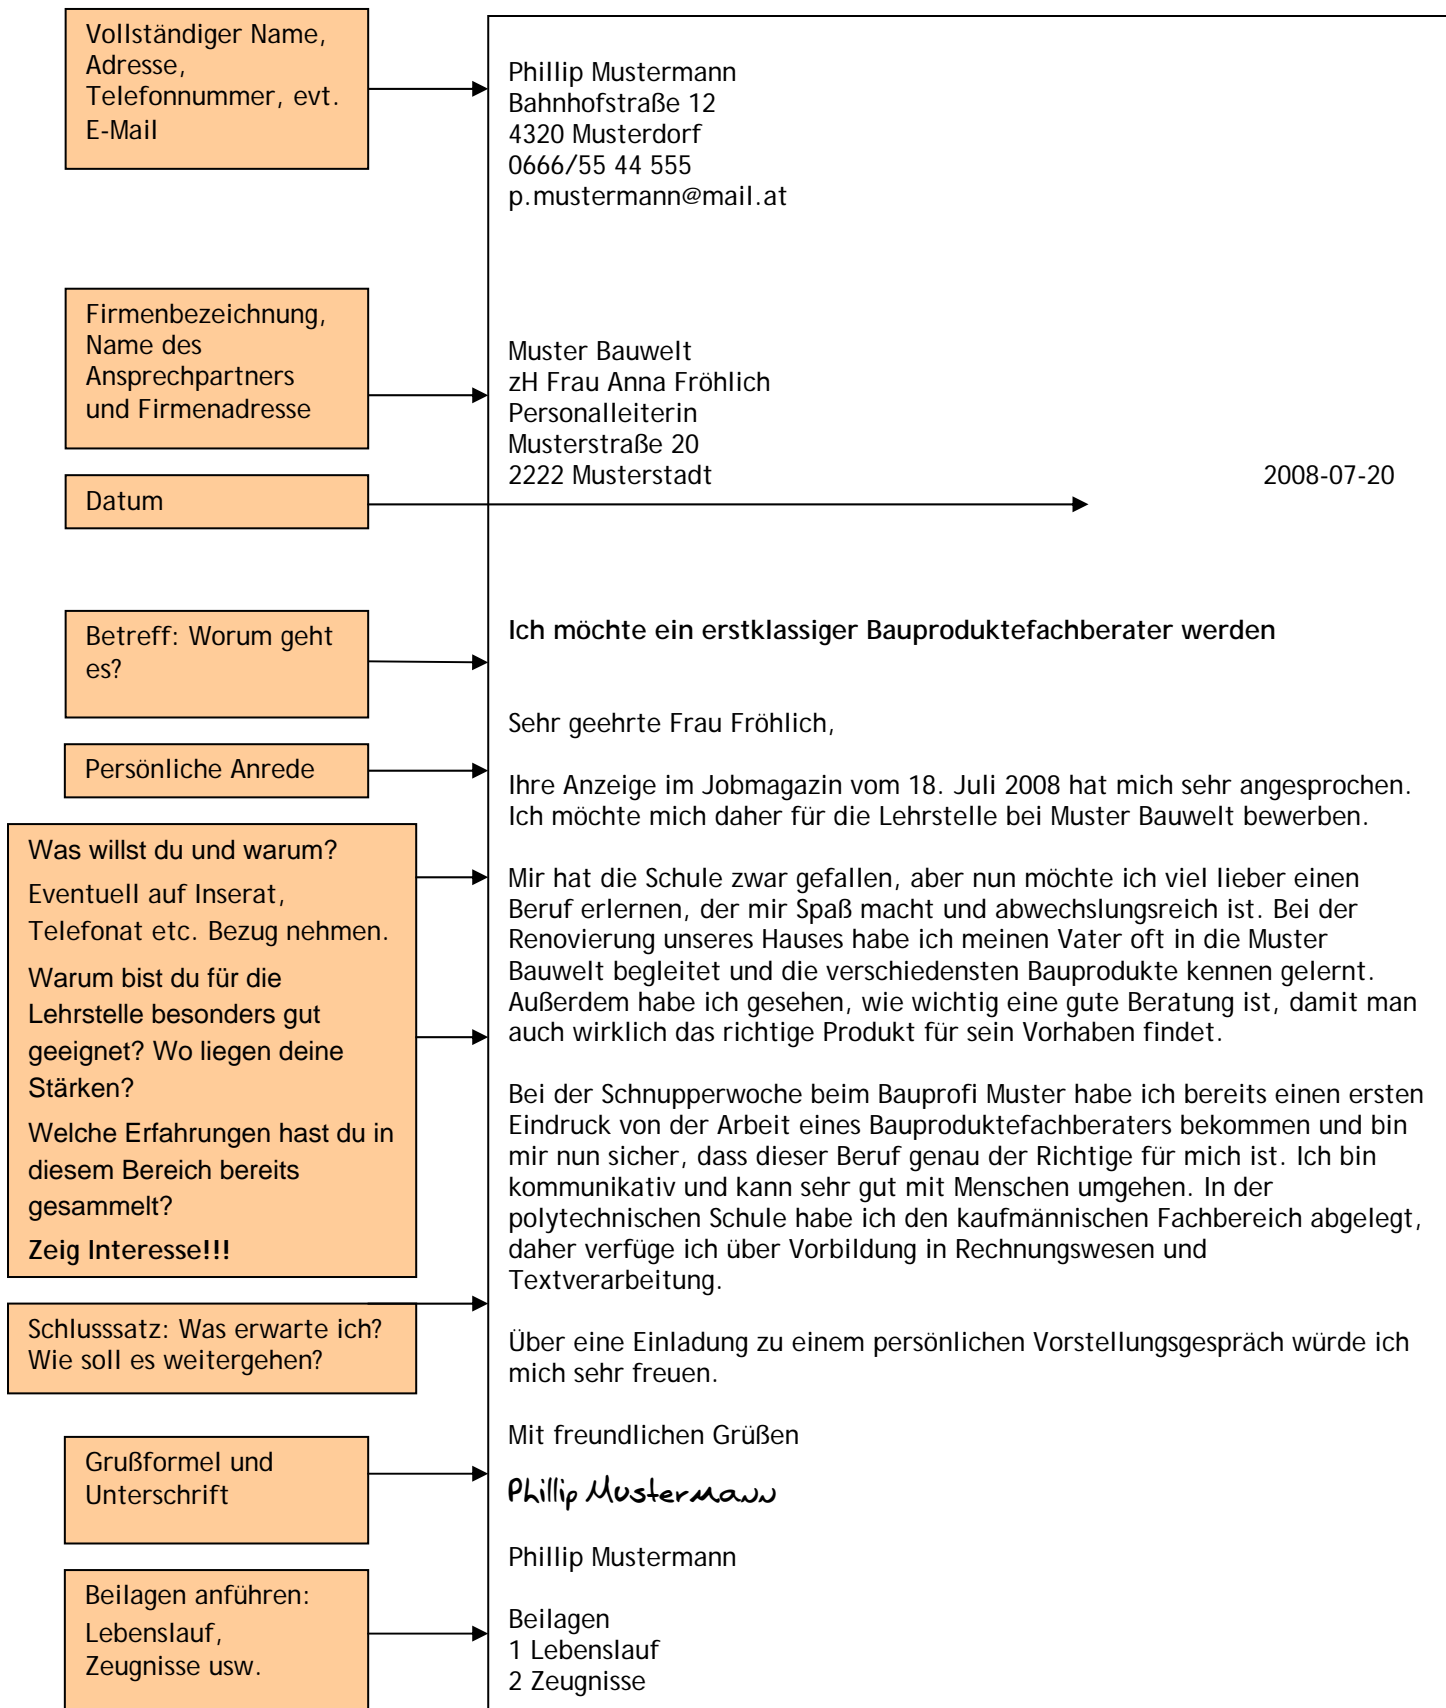 Vollständiger Name,
Adresse,
Telefonnummer, evt.
E-Mail
Phillip Mustermann
Bahnhofstraße 12
4320 Musterdorf
0666/55 44 555
p.mustermann@mail.at
Firmenbezeichnung,
Name des
Ansprechpartners
und Firmenadresse
Muster Bauwelt
zH Frau Anna Fröhlich
Personalleiterin
Musterstraße 20
2222 Musterstadt
2008-07-20
Datum
Betreff: Worum geht
es?
Ich möchte ein erstklassiger Bauproduktefachberater werden
Persönliche Anrede
Sehr geehrte Frau Fröhlich,
Ihre Anzeige im Jobmagazin vom 18. Juli 2008 hat mich sehr angesprochen.
Ich möchte mich daher für die Lehrstelle bei Muster Bauwelt bewerben.
Was willst du und warum?
Eventuell auf Inserat,
Telefonat etc. Bezug nehmen.
Warum bist du für die
Lehrstelle besonders gut
geeignet? Wo liegen deine
Stärken?
Welche Erfahrungen hast du in
diesem Bereich bereits
gesammelt?
Zeig Interesse!!!
Mir hat die Schule zwar gefallen, aber nun möchte ich viel lieber einen
Beruf erlernen, der mir Spaß macht und abwechslungsreich ist. Bei der
Renovierung unseres Hauses habe ich meinen Vater oft in die Muster
Bauwelt begleitet und die verschiedensten Bauprodukte kennen gelernt.
Außerdem habe ich gesehen, wie wichtig eine gute Beratung ist, damit man
auch wirklich das richtige Produkt für sein Vorhaben findet.
Bei der Schnupperwoche beim Bauprofi Muster habe ich bereits einen ersten
Eindruck von der Arbeit eines Bauproduktefachberaters bekommen und bin
mir nun sicher, dass dieser Beruf genau der Richtige für mich ist. Ich bin
kommunikativ und kann sehr gut mit Menschen umgehen. In der
polytechnischen Schule habe ich den kaufmännischen Fachbereich abgelegt,
daher verfüge ich über Vorbildung in Rechnungswesen und
Textverarbeitung.
Schlusssatz: Was erwarte ich?
Wie soll es weitergehen?
Über eine Einladung zu einem persönlichen Vorstellungsgespräch würde ich
mich sehr freuen.
Grußformel und
Unterschrift
Mit freundlichen Grüßen
Phillip Mustermann
Phillip Mustermann
Beilagen anführen:
Lebenslauf,
Zeugnisse usw.
Beilagen
1 Lebenslauf
2 Zeugnisse